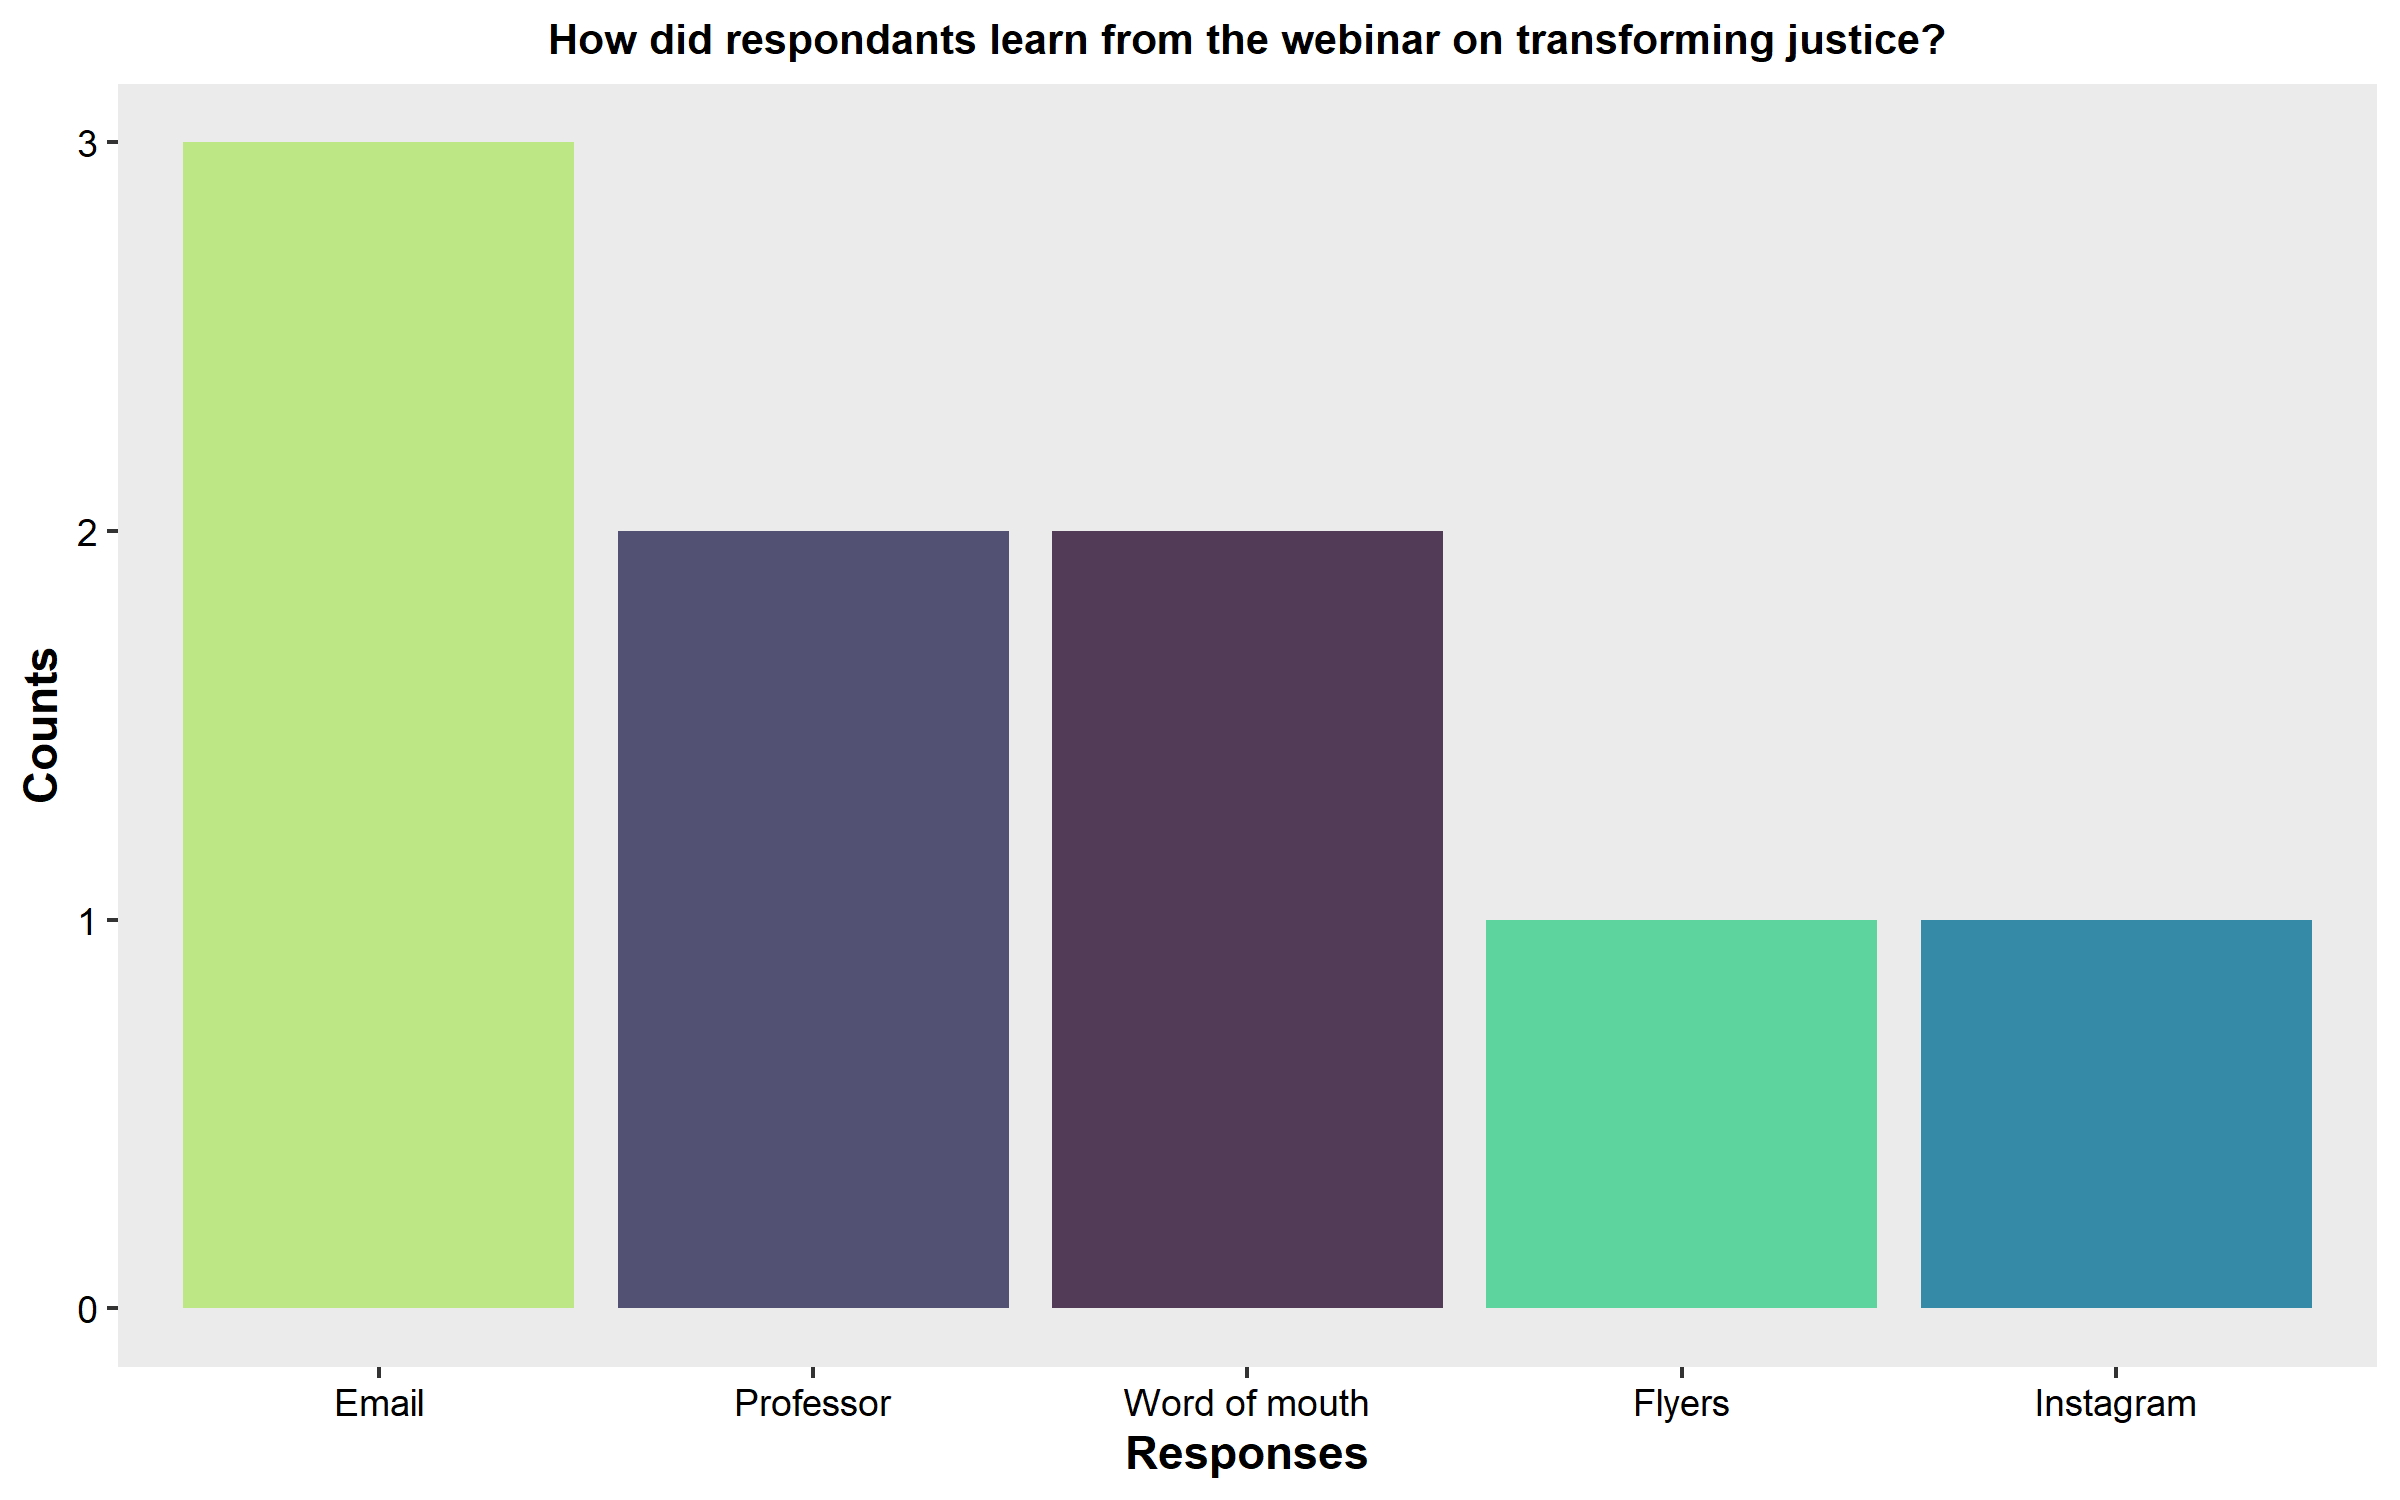 How did respondants learn from the webinar on transforming justice?
3
2
1
0
Counts
Email
Professor
Word of mouth
Flyers
Instagram
Responses